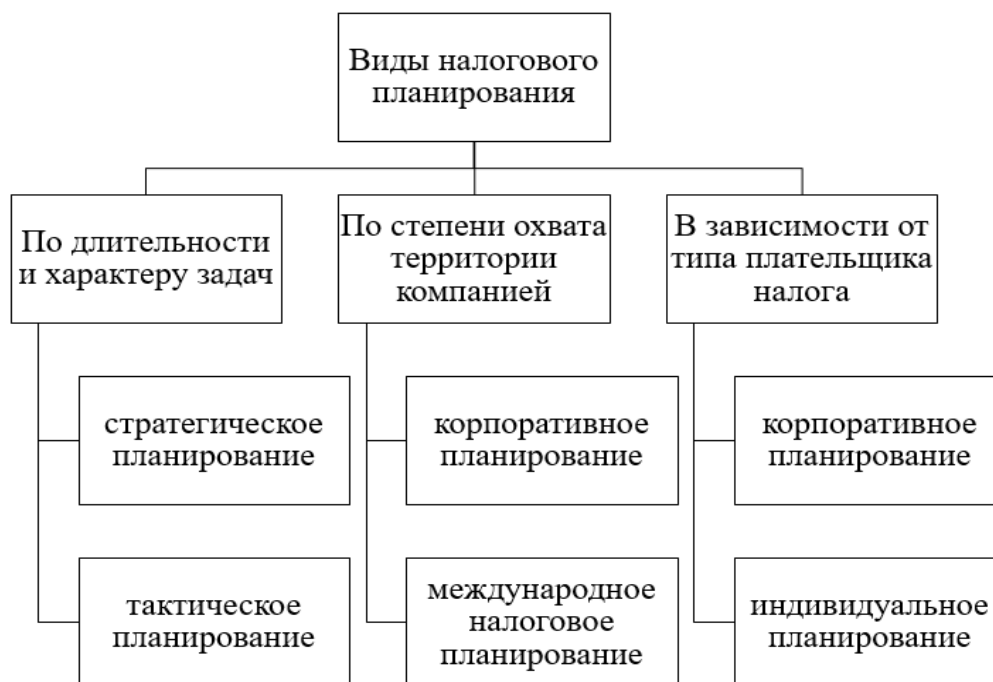 Виды налогового
планирования
По длительности
и характеру задач
По степени охвата
территории
компанией
В зависимости от
типа плательщика
налога
стратегическое
планирование
корпоративное
планирование
корпоративное
планирование
тактическое
планирование
международное
налоговое
планирование
индивидуальное
планирование